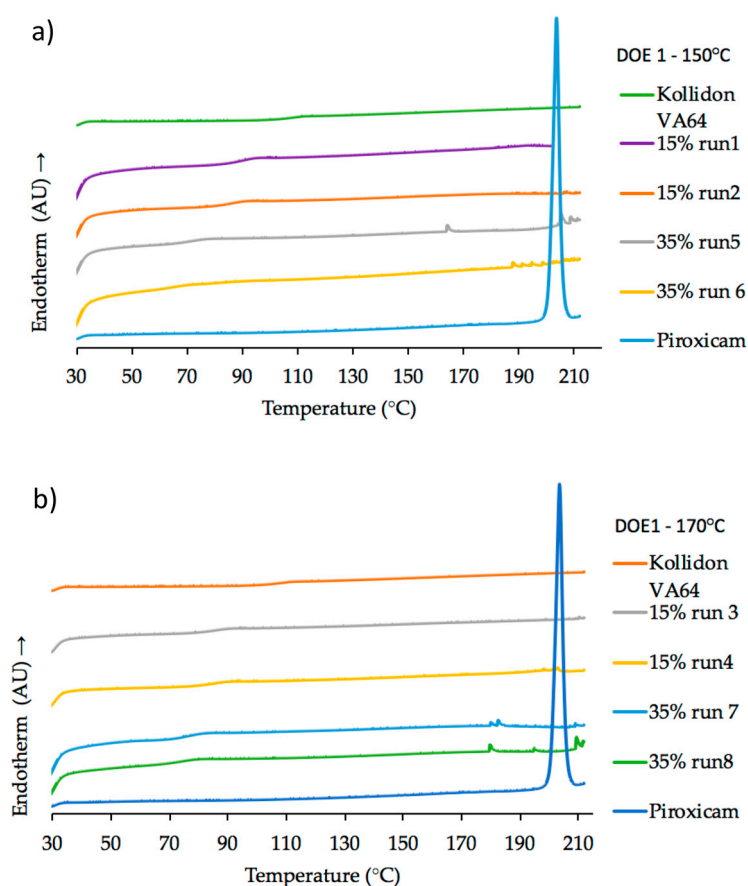 a)
DOE 1 - 150°C
Kollidon
VA64
15% run1
15% run2
35% run5
35% run 6
Piroxicam
Endotherm (AU) →
30 50 70 90 110 130 150 170 190 210
Temperature (°C)
b)
DOE1 - 170°C
Kollidon
VA64
15% run 3
15% run4
35% run 7
35% run8
Piroxicam
Endotherm (AU) →
30 50 70 90 110 130 150 170 190 210
Temperature (°C)